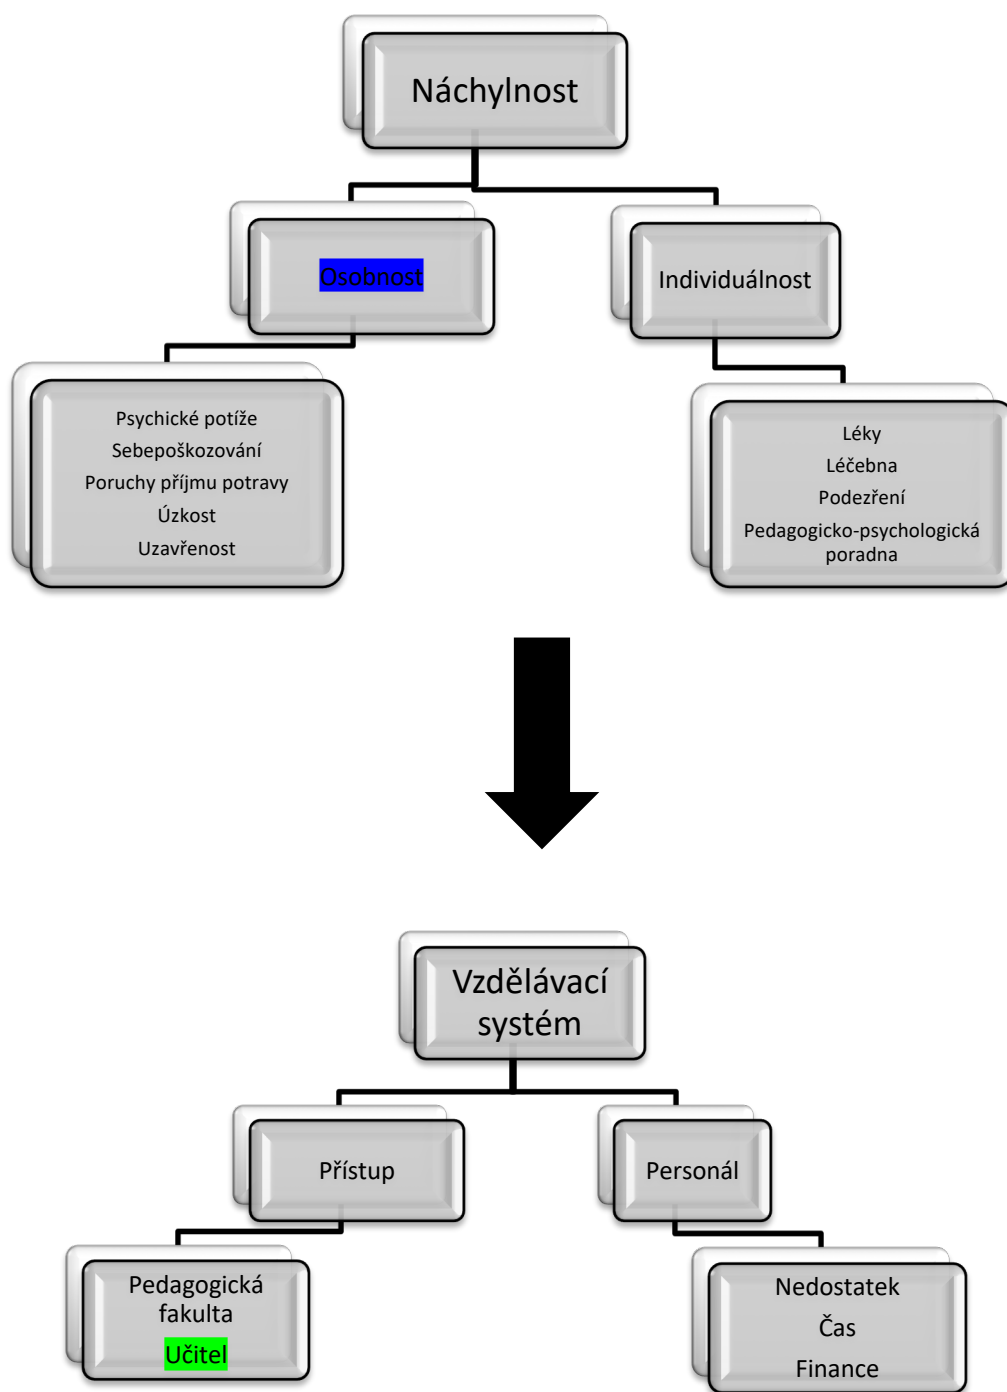 Náchylnost
Osobnost
Individuálnost
Psychické potíže
Sebepoškozování
Poruchy příjmu potravy
Úzkost
Uzavřenost
Léky
Léčebna
Podezření
Pedagogicko-psychologická
poradna
Vzdělávací
systém
Přístup
Personál
Pedagogická
fakulta
Učitel
Nedostatek
Čas
Finance